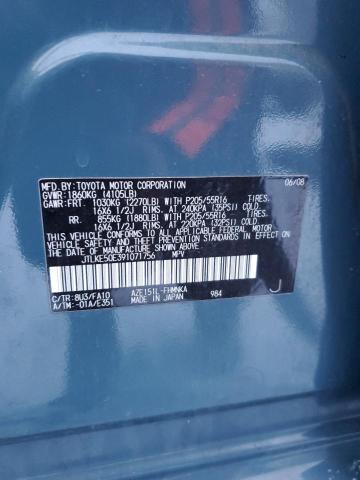 MFD.BY:TOYOTA MOTOR CORPORATION 06/08
GVWR:1860KG (4105LB)
GAWR:FRT. 1030KG (2270LB) WITH P205/55R16 TIRES,
16X6 1/2J RIMS, AT 240KPA (35PSI) COLD.
RR. 855KG (1880LB) WITH P205/55R16 TIRES,
16X6 1/2J RIMS, AT 220KPA (32PSI) COLD.
THIS VEHICLE CONFORMS TO ALL APPLICABLE FEDERAL MOTOR
VEHICLE SAFETY, BUMPER, AND THEFT PREVENTION STANDARDS
IN EFFECT ON THE DATE OF MANUFACTURE SHOWN ABOVE.
JTLKE50E391071756 MPV
C/TR:8U3/FA10 AZE151L-FHMNKA
A/TM:-01A/E351 MADE IN JAPAN 984 J